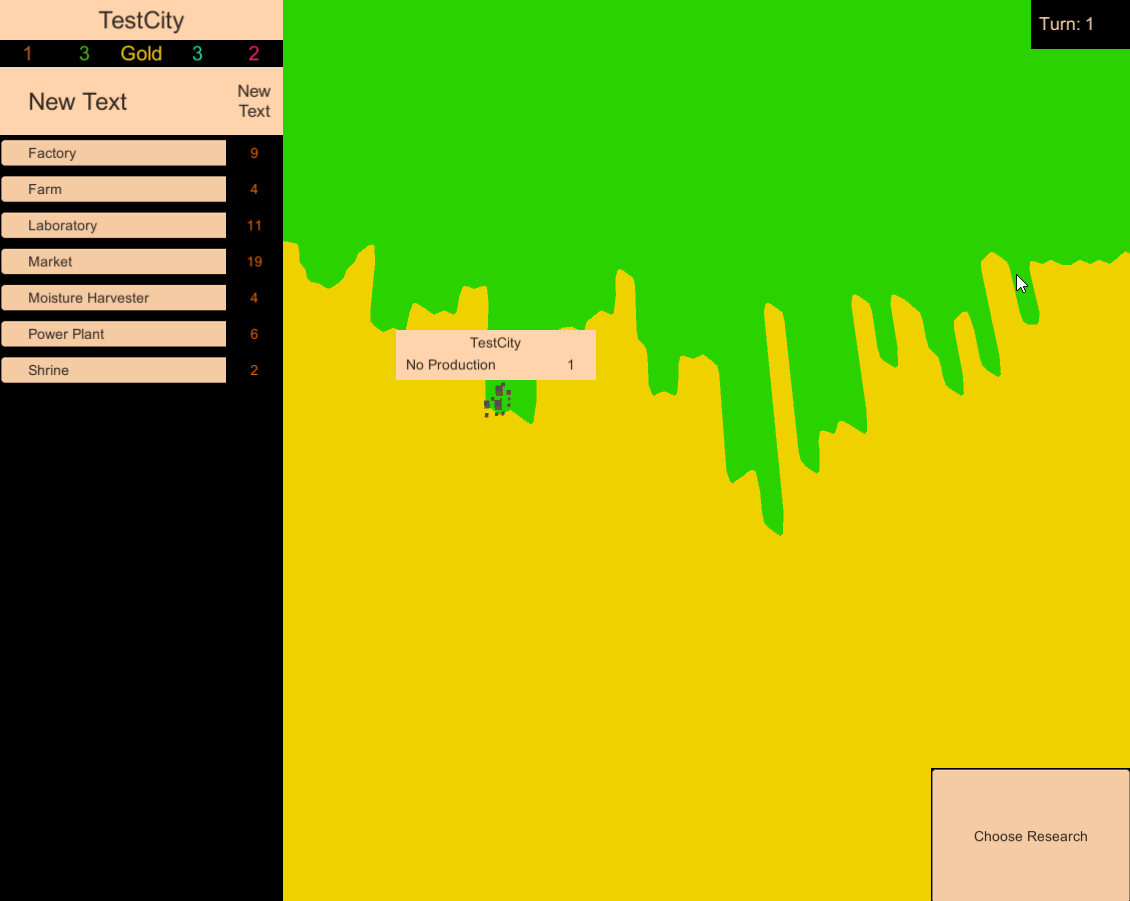 TestCity
1 3 Gold 3 2
New Text New Text
Factory 9
Farm 4
Laboratory 11
Market 19
Moisture Harvester 4
Power Plant 6
Shrine 2
TestCity
No Production 1
Turn: 1
Choose Research